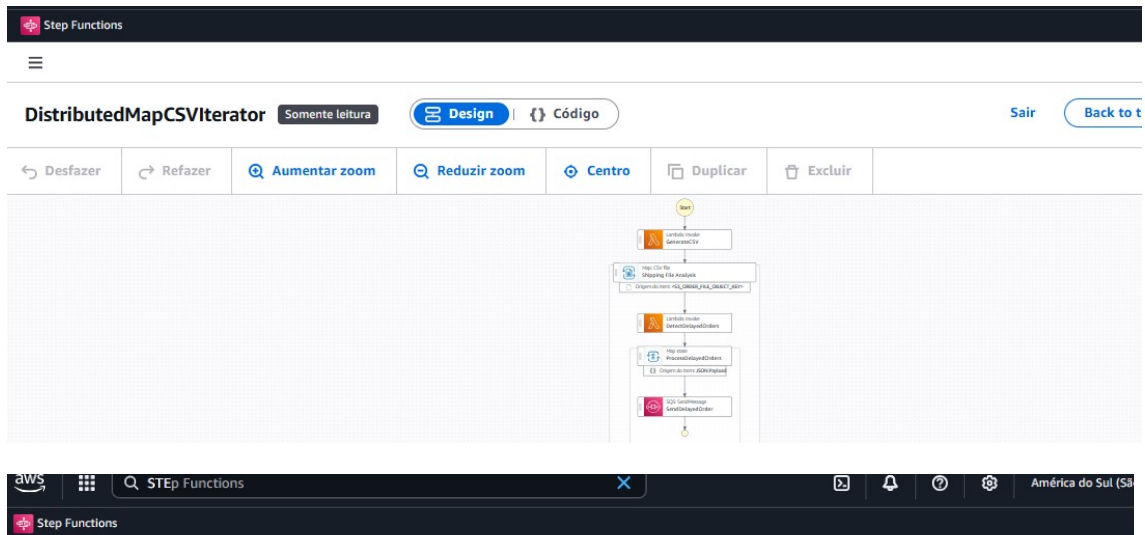 Step Functions
DistributedMapCSVIterator Somente leitura Design {} Código Sair Back to t
Desfazer Refazer Aumentar zoom Reduzir zoom Centro Duplicar Excluir
Start
Lambda: Invoke
GenerateCSV
Map: CSV file
Shipping File Analysis
Origem do item: <S3_ORDER_FILE_OBJECT_KEY>
Lambda: Invoke
DetectDelayedOrders
Map state
ProcessDelayedOrders
{} Origem do item: JSON Payload
SQS: SendMessage
SendDelayedOrder
aws STEp Functions América do Sul (Sã
Step Functions